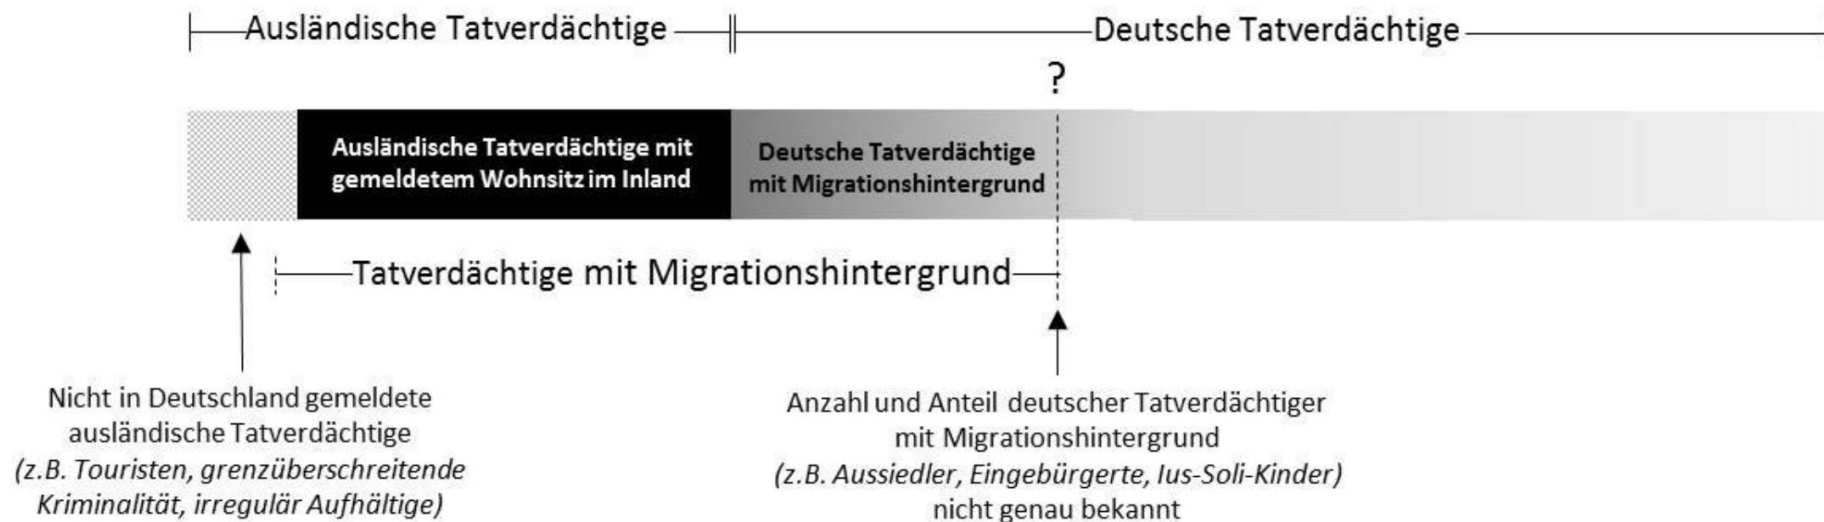 Ausländische Tatverdächtige
Deutsche Tatverdächtige
?
Ausländische Tatverdächtige mit
gemeldetem Wohnsitz im Inland
Deutsche Tatverdächtige
mit Migrationshintergrund
Tatverdächtige mit Migrationshintergrund
Nicht in Deutschland gemeldete
ausländische Tatverdächtige
(z.B. Touristen, grenzüberschreitende
Kriminalität, irregulär Aufhältige)
Anzahl und Anteil deutscher Tatverdächtiger
mit Migrationshintergrund
(z.B. Aussiedler, Eingebürgerte, Ius-Soli-Kinder)
nicht genau bekannt